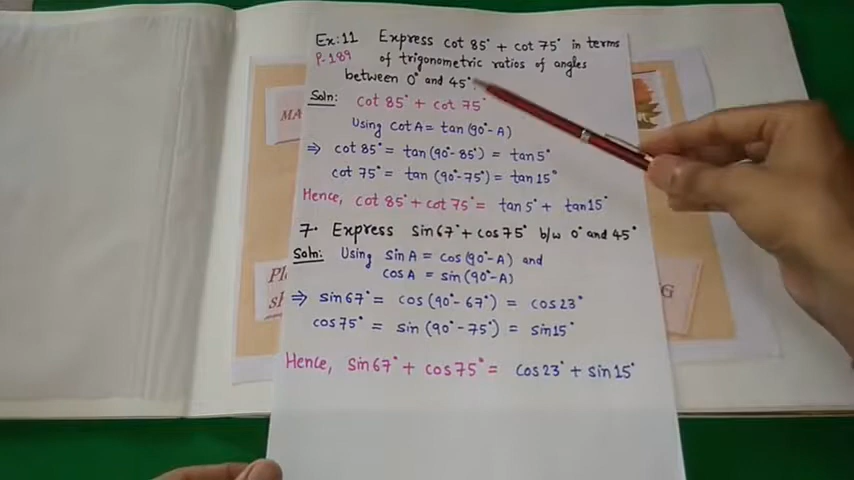 Ex:11 Express cot 85° + cot 75° in terms
P-189 of trigonometric ratios of angles
between 0° and 45°.
Soln: cot 85° + cot 75°
Using cot A = tan (90°-A)
⇒ cot 85° = tan (90°-85°) = tan 5°
cot 75° = tan (90°-75°) = tan 15°
Hence, cot 85° + cot 75° = tan 5° + tan 15°
7. Express sin 67° + cos 75° b/w 0° and 45°
Soln: Using sin A = cos (90°-A) and
cos A = sin (90°-A)
⇒ sin 67° = cos (90°-67°) = cos 23°
cos 75° = sin (90°-75°) = sin 15°
Hence, sin 67° + cos 75° = cos 23° + sin 15°
MA
Pl
sh
G